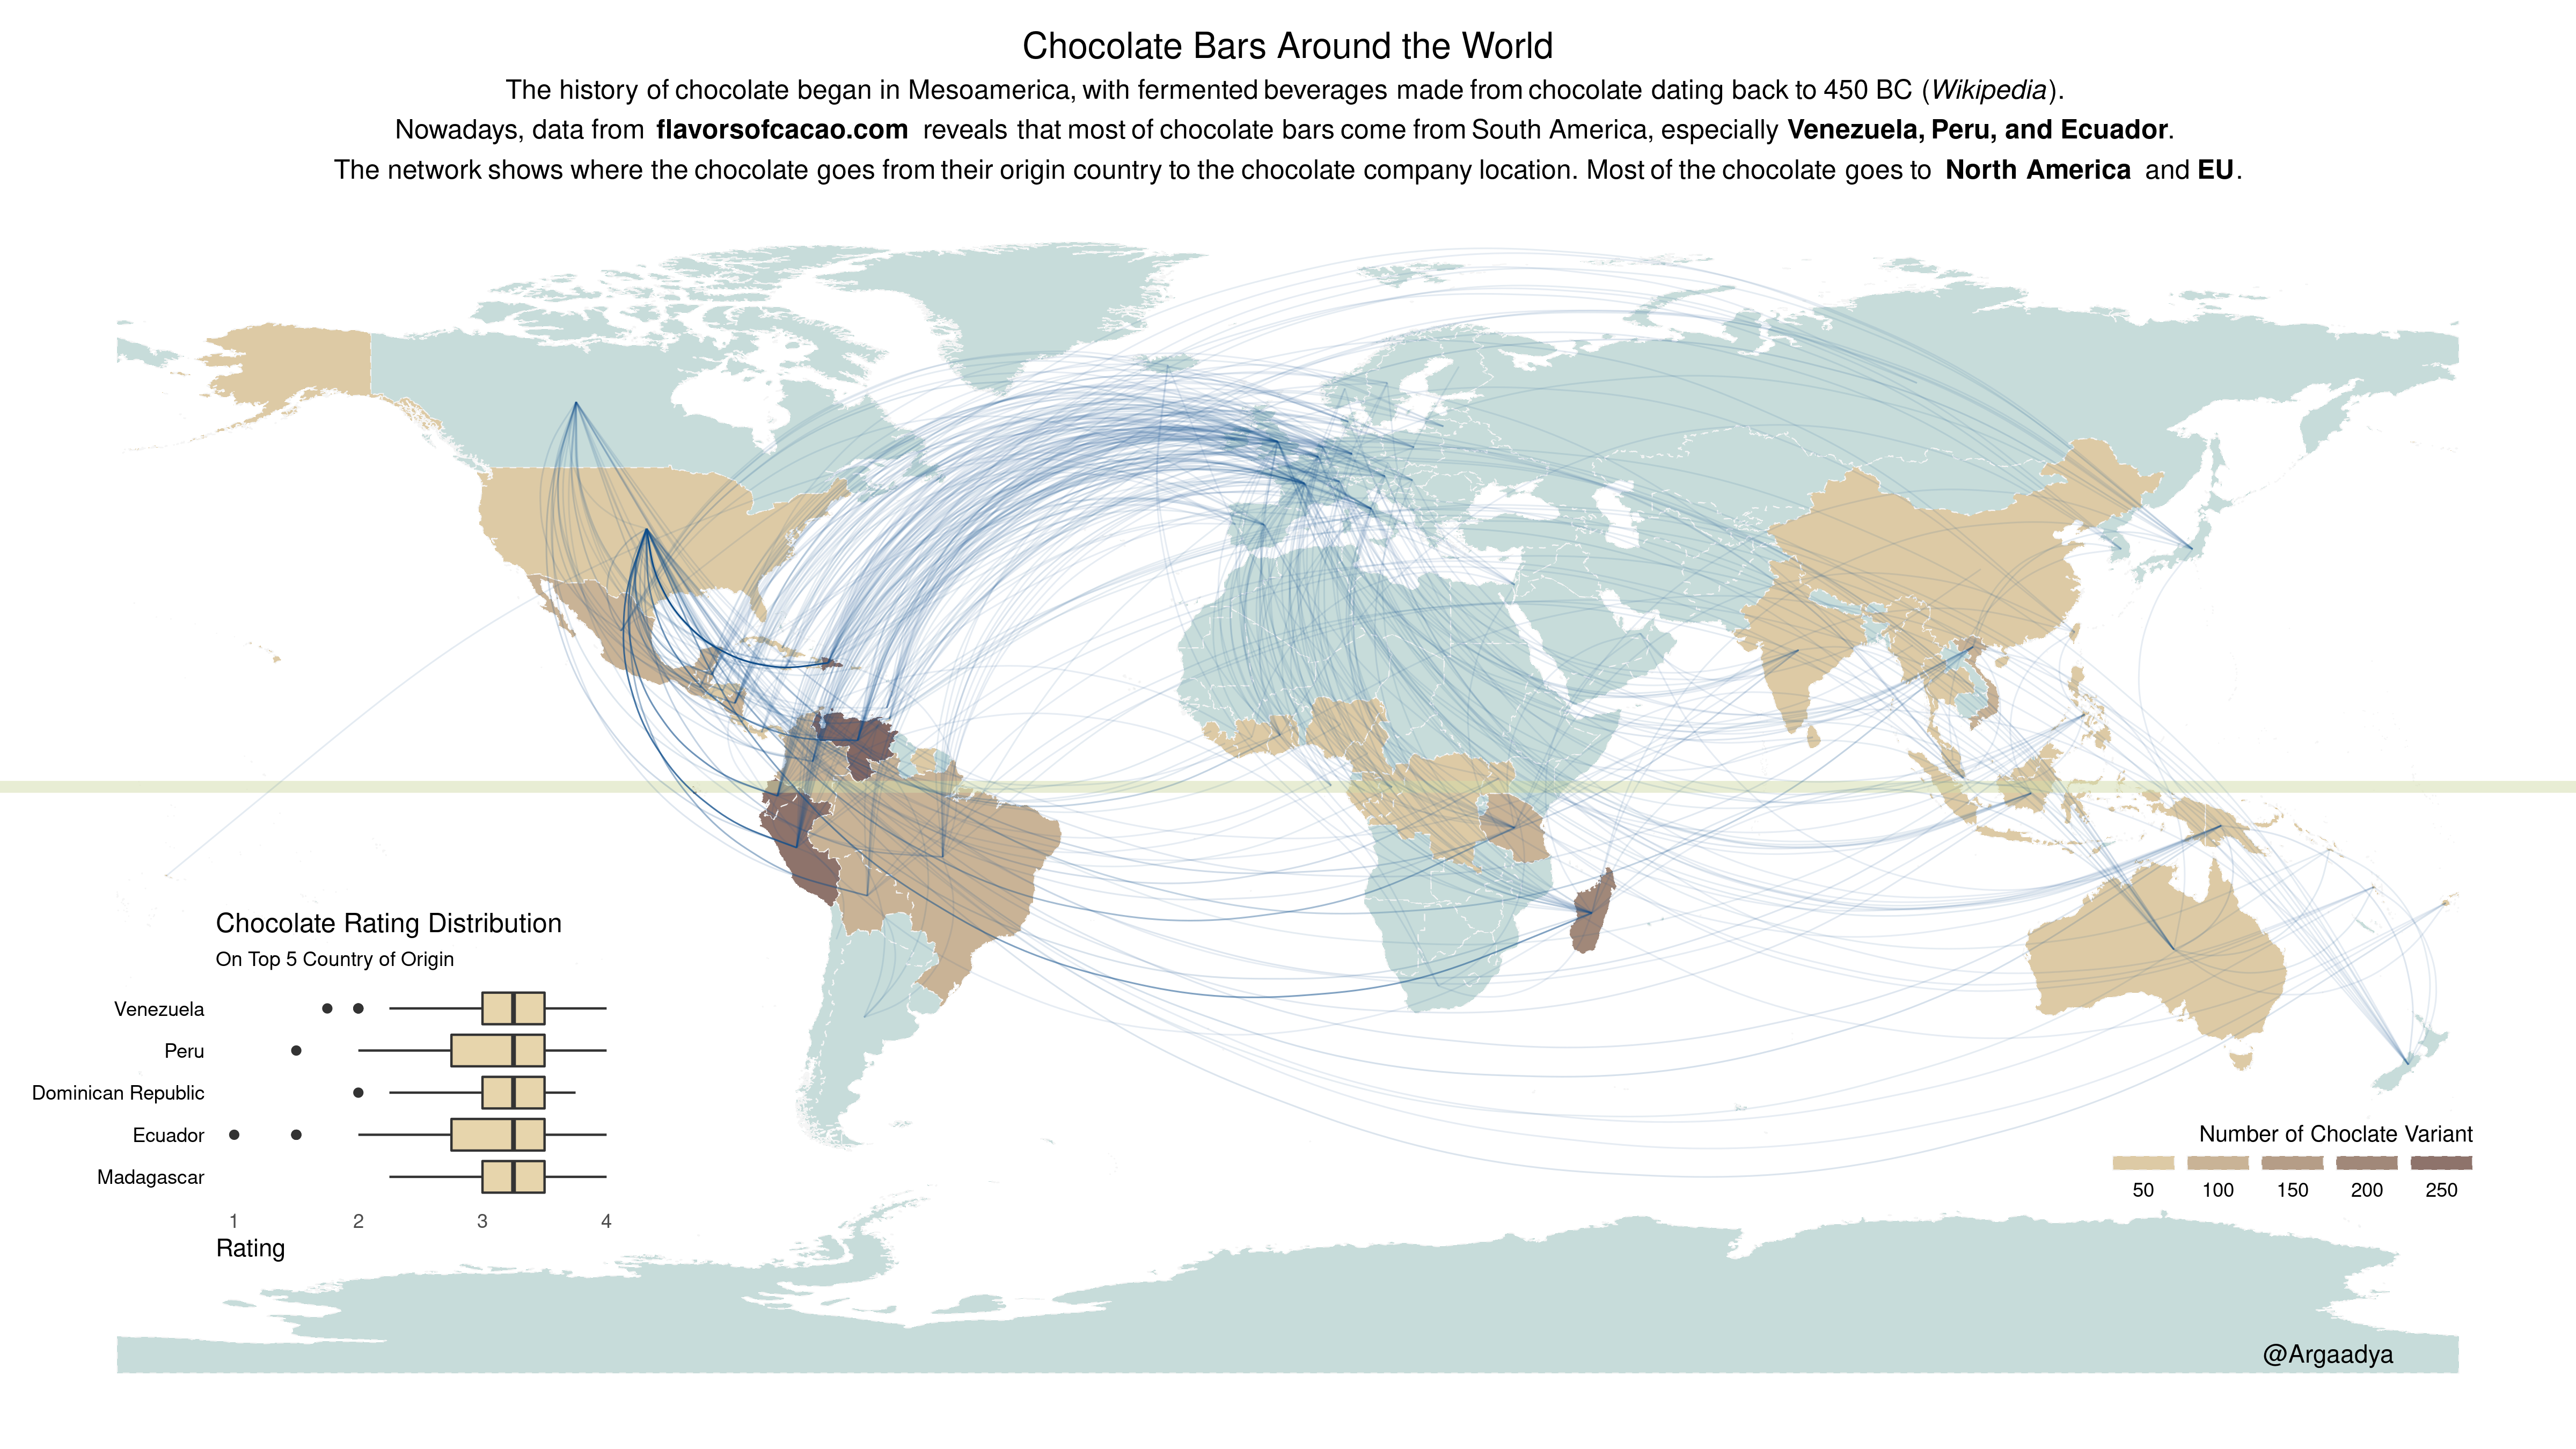 Chocolate Bars Around the World
The history of chocolate began in Mesoamerica, with fermented beverages made from chocolate dating back to 450 BC (Wikipedia).
Nowadays, data from flavorsofcacao.com reveals that most of chocolate bars come from South America, especially Venezuela, Peru, and Ecuador.
The network shows where the chocolate goes from their origin country to the chocolate company location. Most of the chocolate goes to North America and EU.
Chocolate Rating Distribution
On Top 5 Country of Origin
Venezuela
Peru
Dominican Republic
Ecuador
Madagascar
1 2 3 4
Rating
Number of Choclate Variant
50 100 150 200 250
@Argaadya